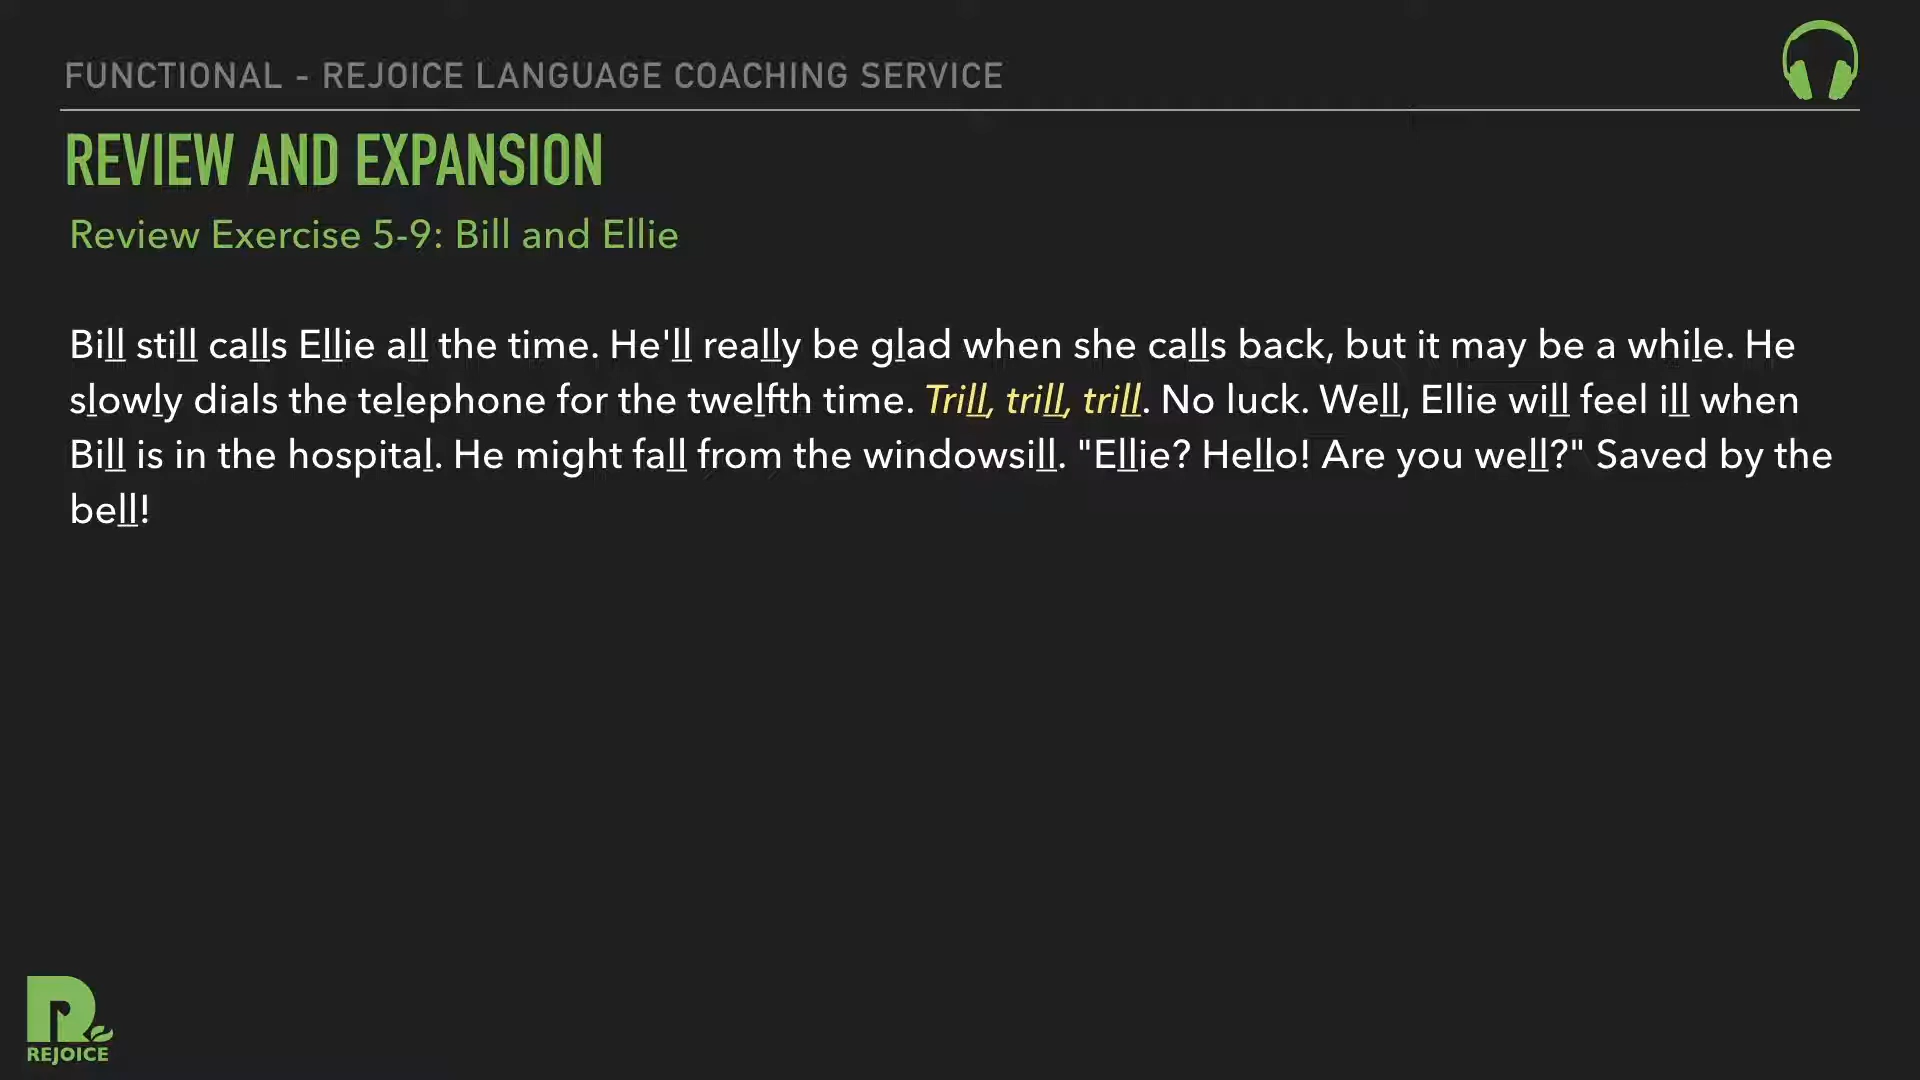 FUNCTIONAL - REJOICE LANGUAGE COACHING SERVICE
REVIEW AND EXPANSION
Review Exercise 5-9: Bill and Ellie
Bill still calls Ellie all the time. He'll really be glad when she calls back, but it may be a while. He
slowly dials the telephone for the twelfth time. Trill, trill, trill. No luck. Well, Ellie will feel ill when
Bill is in the hospital. He might fall from the windowsill. "Ellie? Hello! Are you well?" Saved by the
bell!
REJOICE